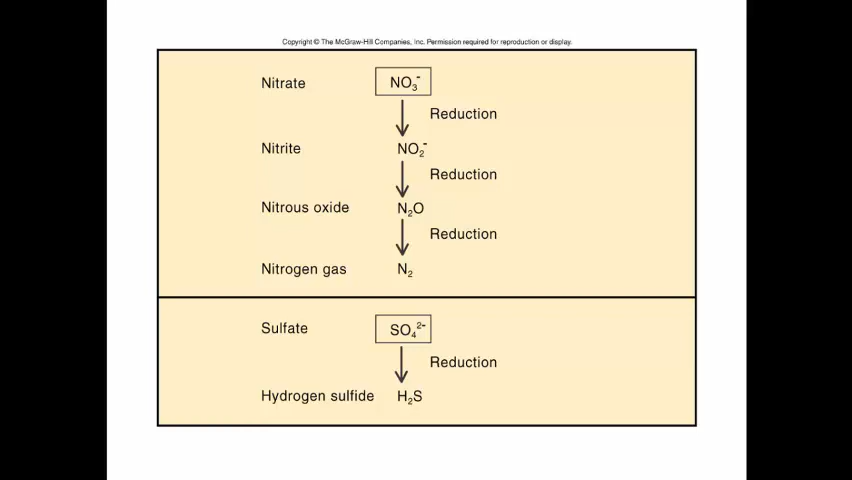 Copyright © The McGraw-Hill Companies, Inc. Permission required for reproduction or display.
Nitrate NO₃⁻
Reduction
Nitrite NO₂⁻
Reduction
Nitrous oxide N₂O
Reduction
Nitrogen gas N₂
Sulfate SO₄²⁻
Reduction
Hydrogen sulfide H₂S